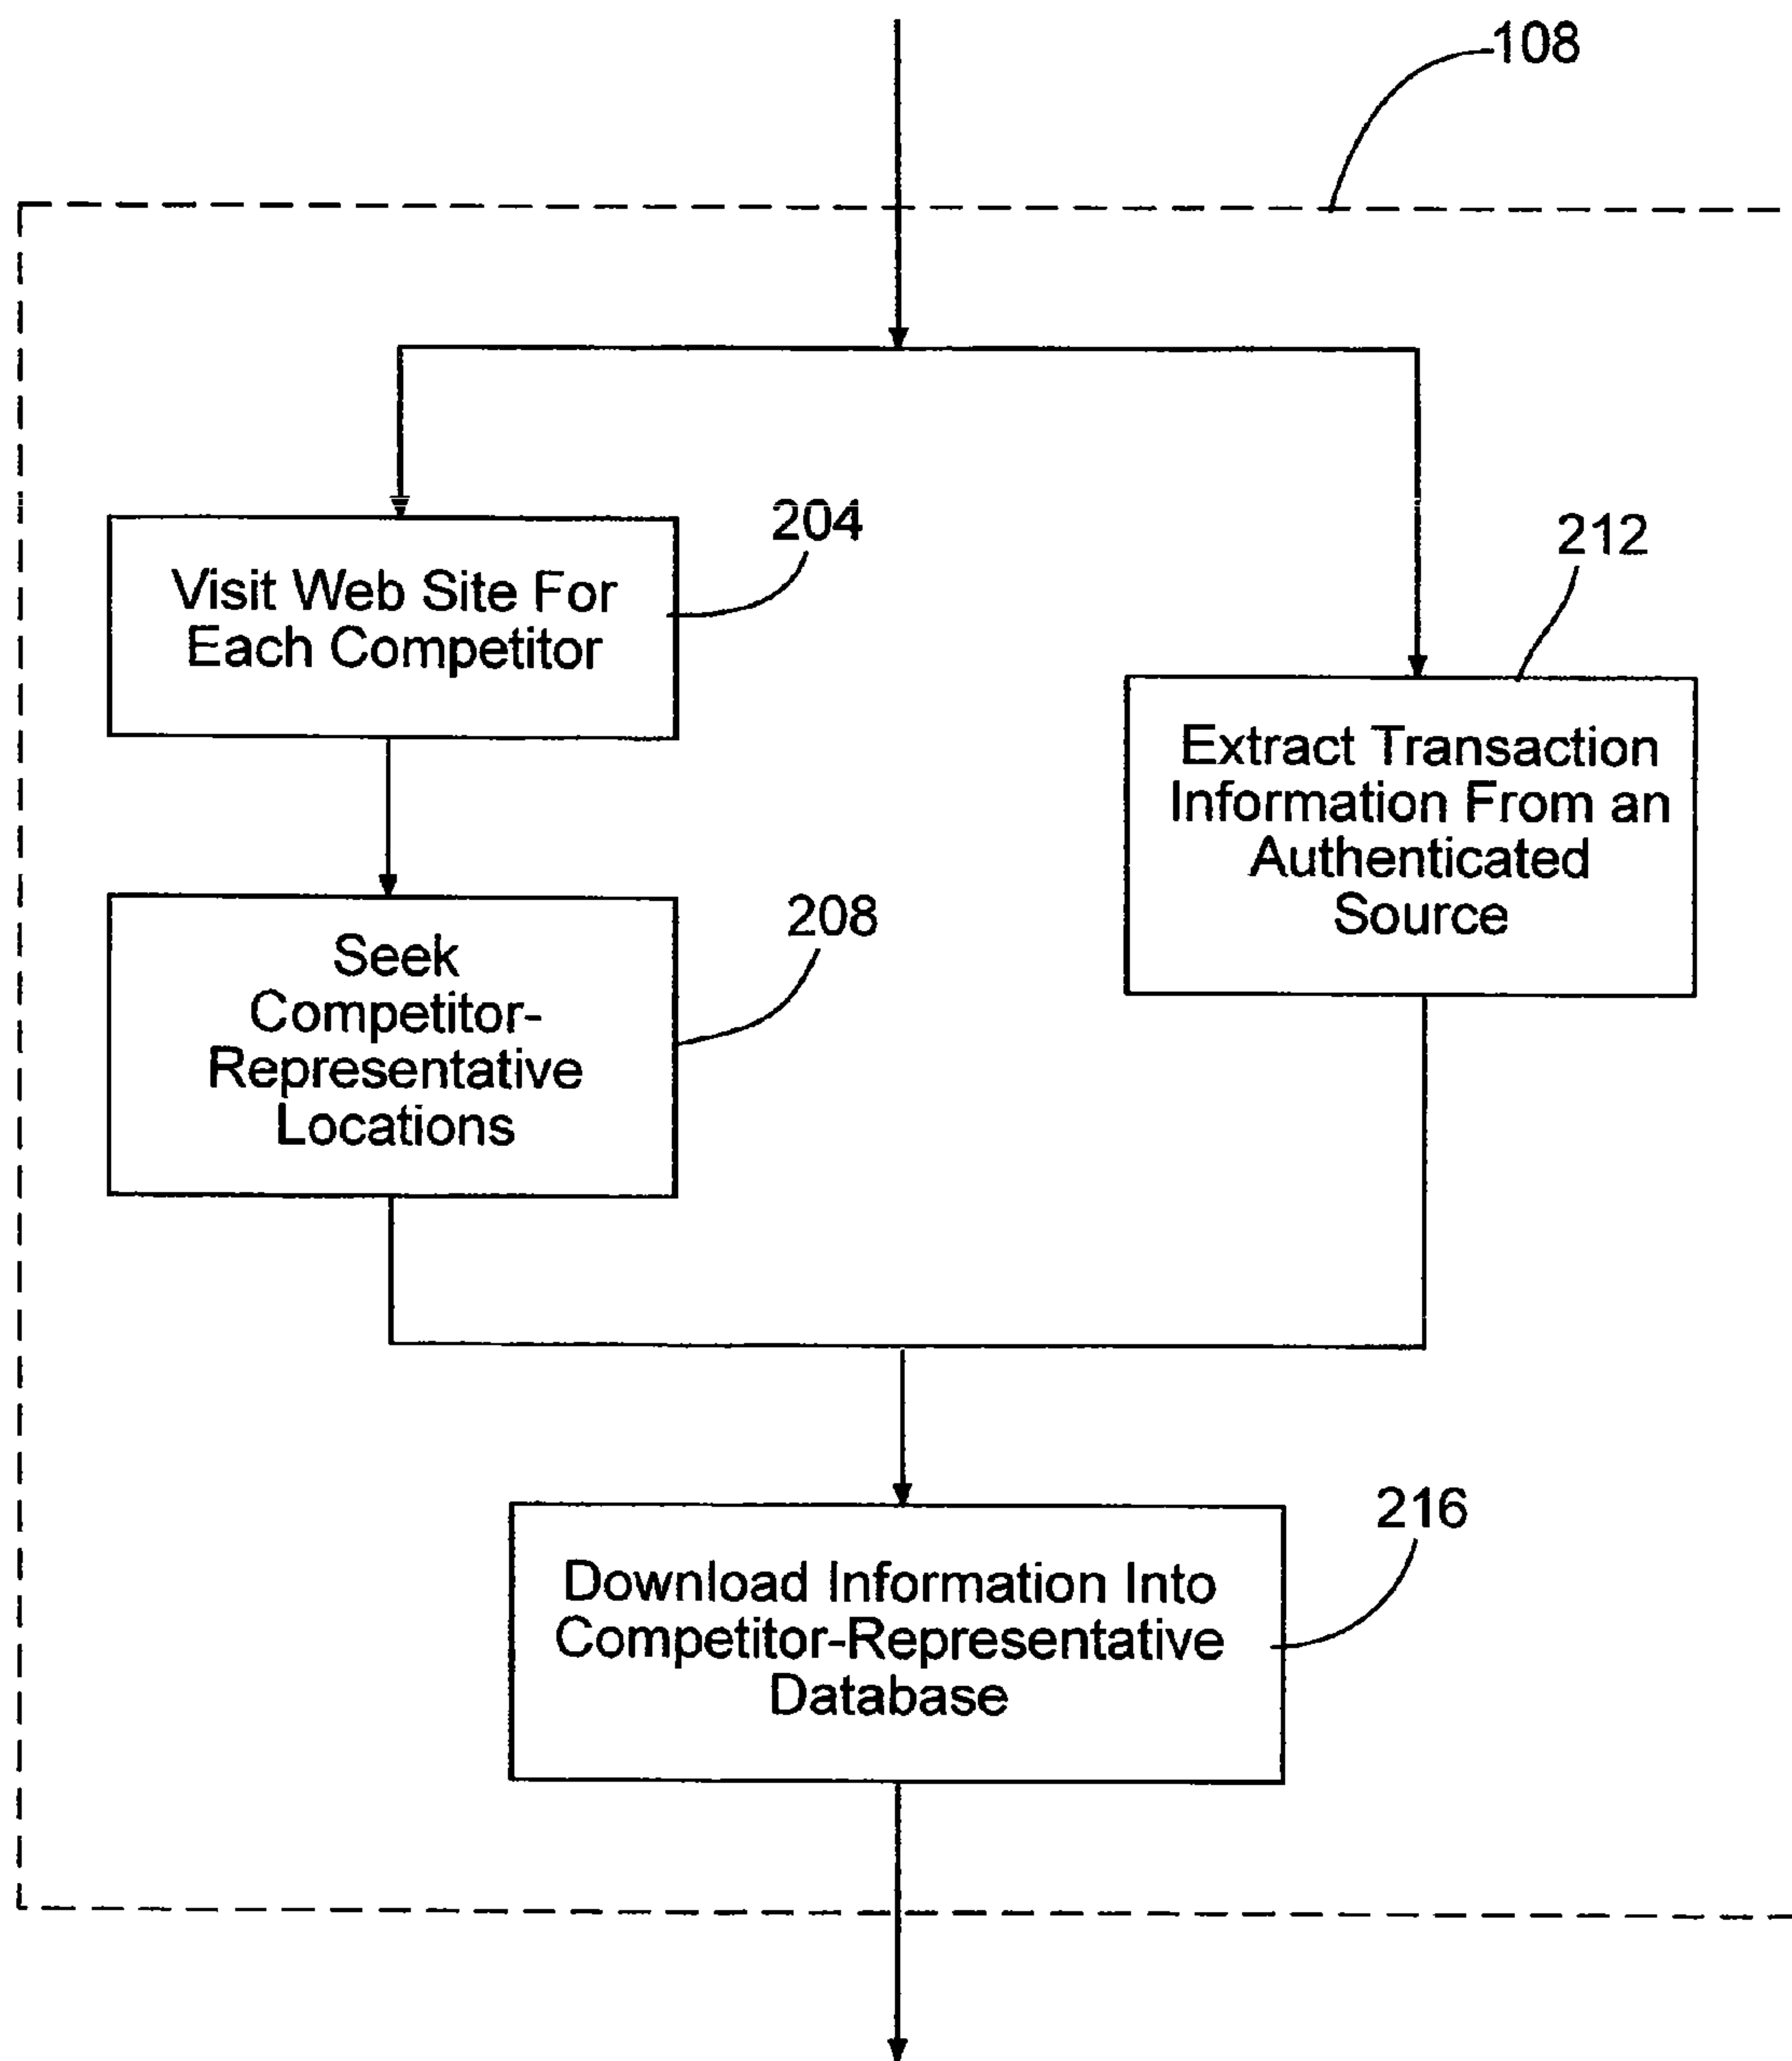 108
204
Visit Web Site For
Each Competitor
212
Extract Transaction
Information From an
Authenticated
Source
208
Seek
Competitor-
Representative
Locations
216
Download Information Into
Competitor-Representative
Database